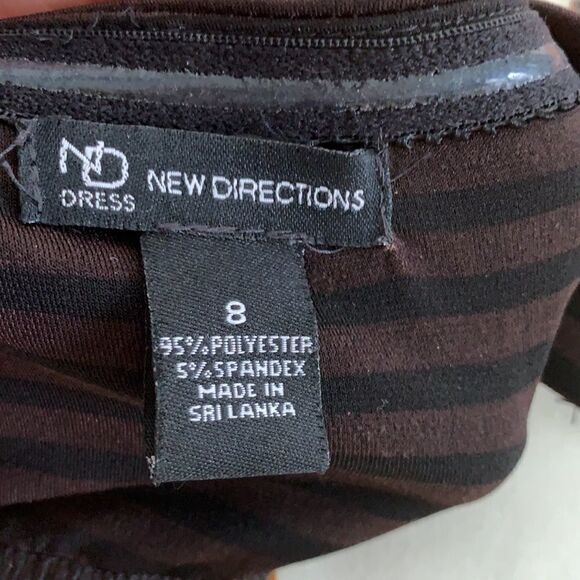 ND
DRESS
NEW DIRECTIONS
8
95% POLYESTER
5% SPANDEX
MADE IN
SRI LANKA